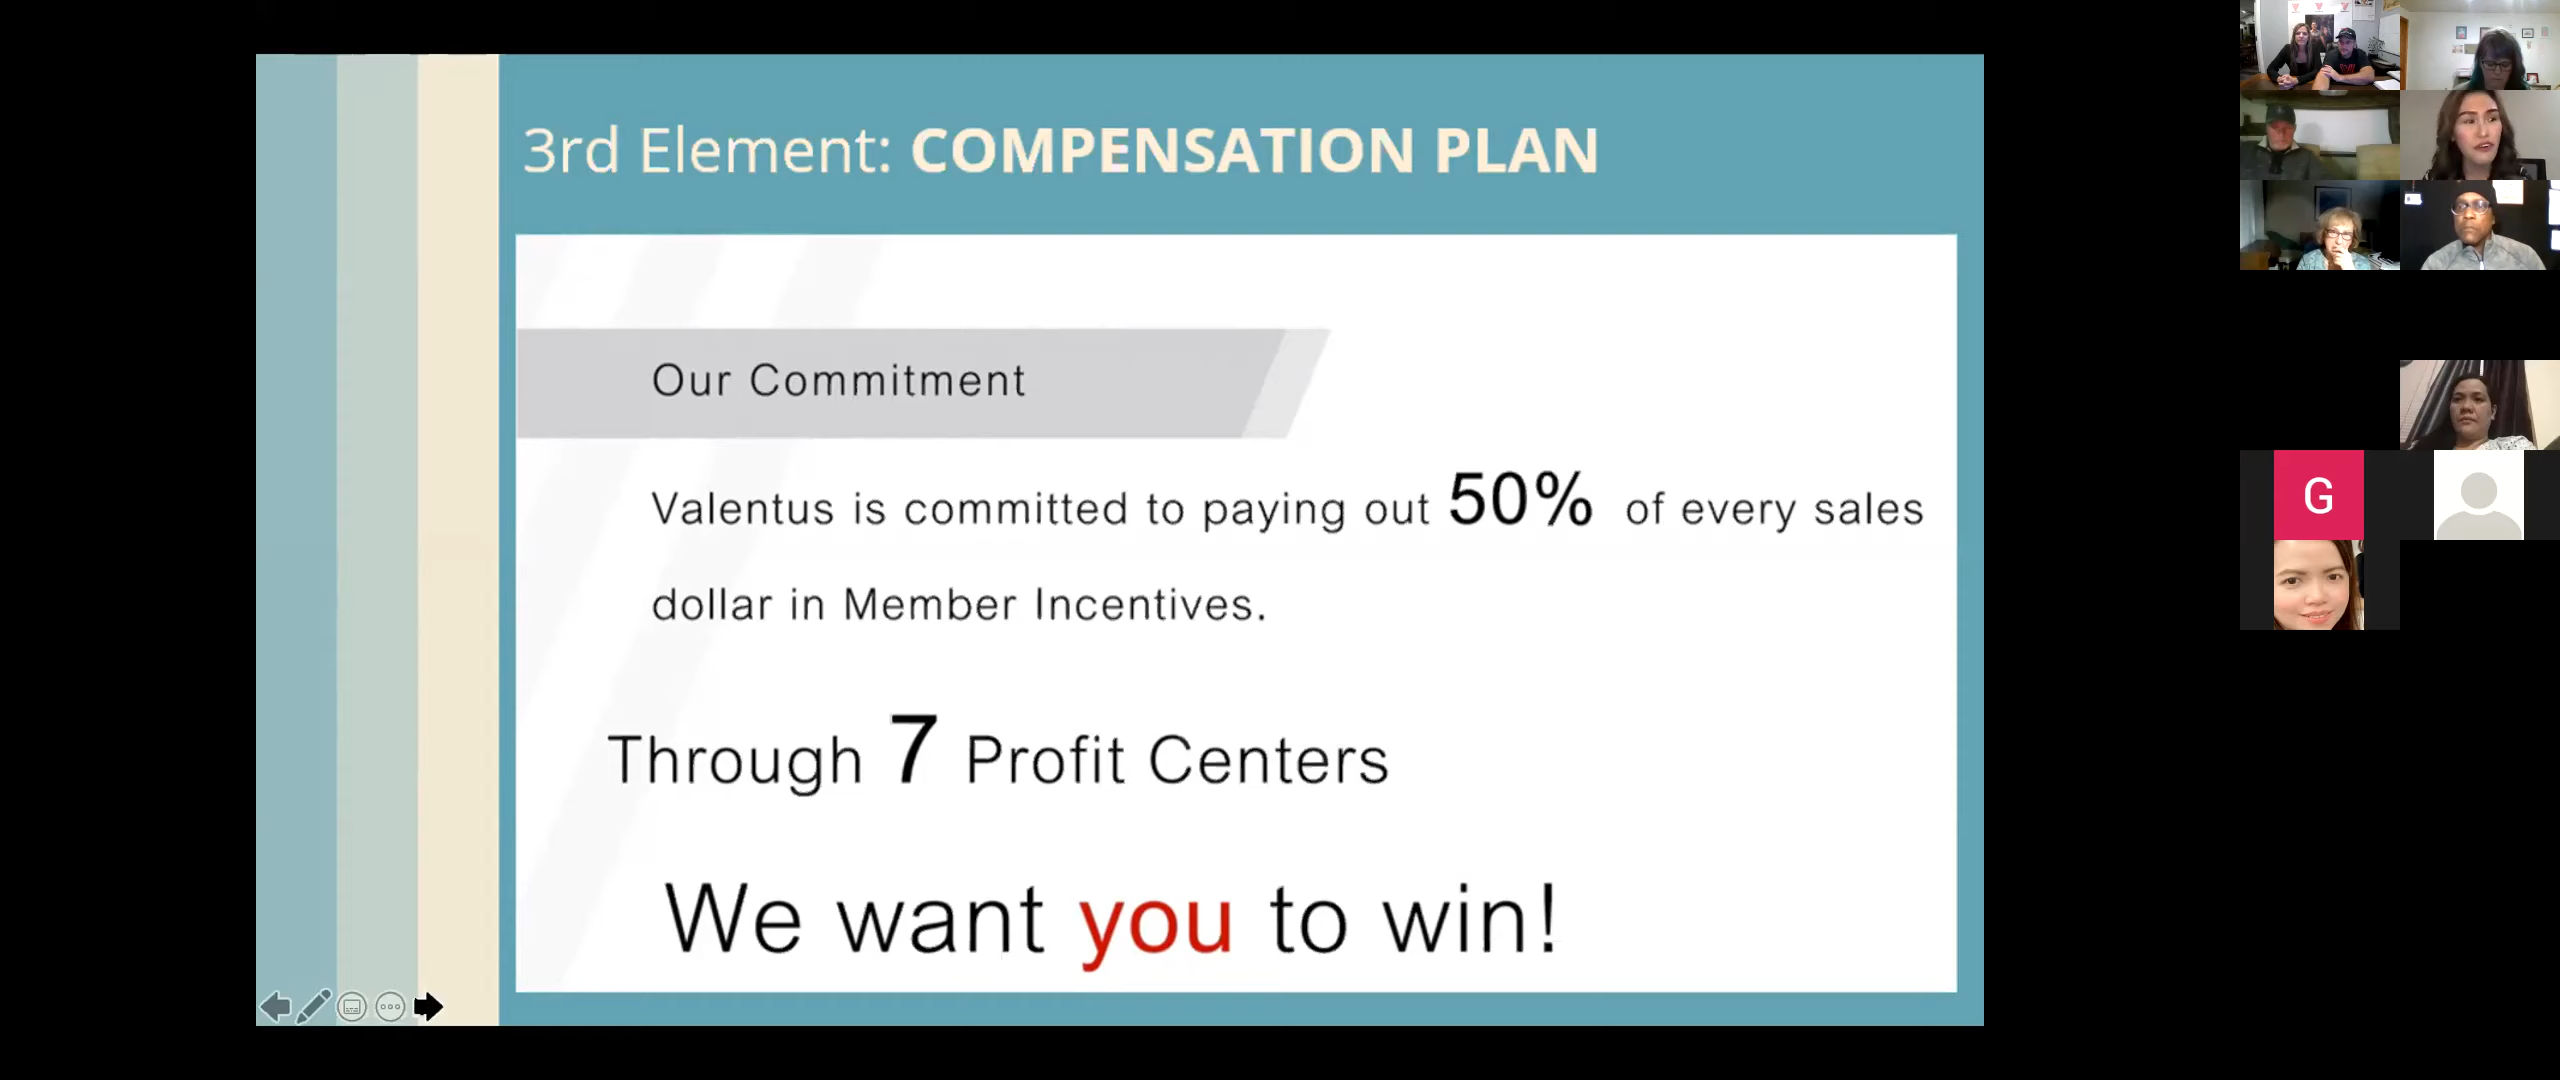 3rd Element: COMPENSATION PLAN
Our Commitment
Valentus is committed to paying out 50% of every sales
dollar in Member Incentives.
Through 7 Profit Centers
We want you to win!
G